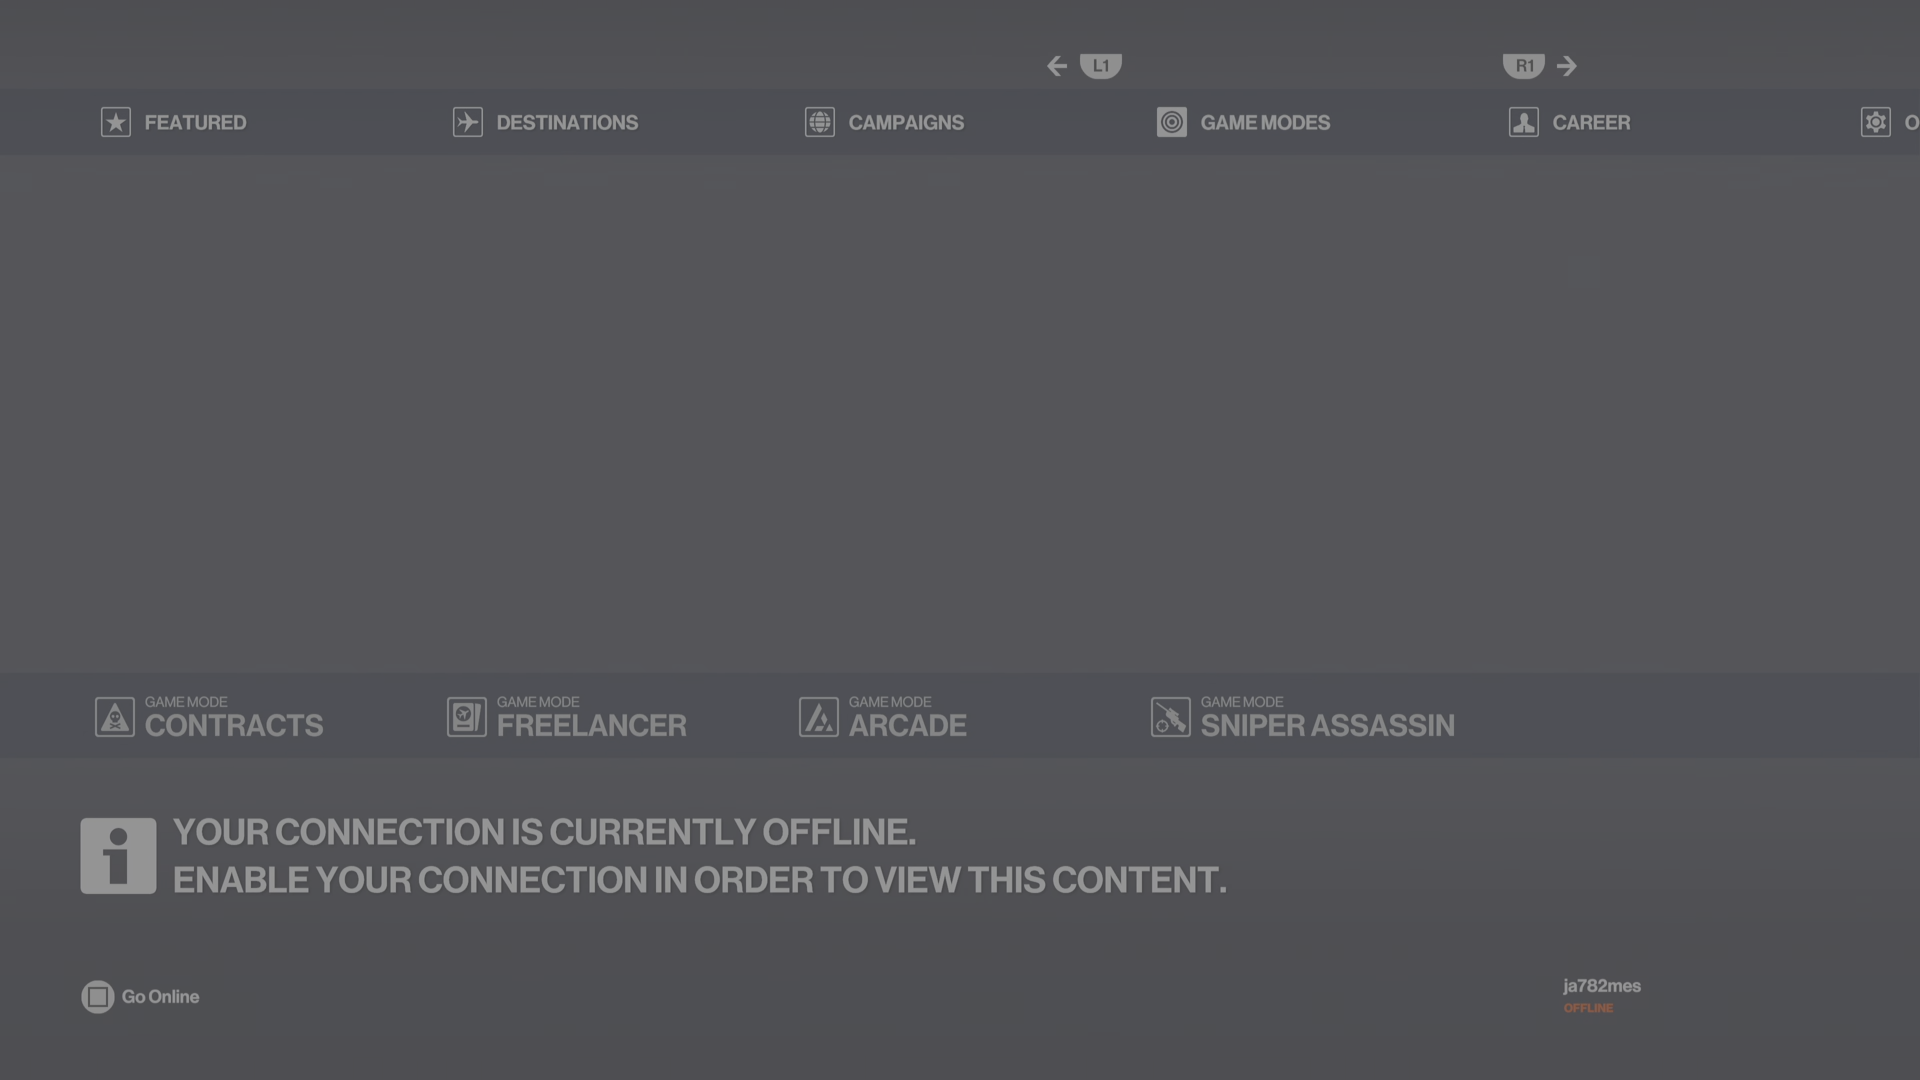 L1
R1
FEATURED
DESTINATIONS
CAMPAIGNS
GAME MODES
CAREER
O
GAME MODE
CONTRACTS
GAME MODE
FREELANCER
GAME MODE
ARCADE
GAME MODE
SNIPER ASSASSIN
YOUR CONNECTION IS CURRENTLY OFFLINE.
ENABLE YOUR CONNECTION IN ORDER TO VIEW THIS CONTENT.
Go Online
ja782mes
OFFLINE